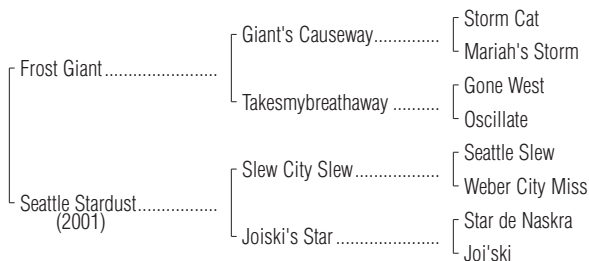 Storm Cat
Giant's Causeway..............
Mariah's Storm
Frost Giant........................
Gone West
Takesmybreathaway ..........
Oscillate
Seattle Slew
Slew City Slew..................
Weber City Miss
Seattle Stardust.................
(2001)
Star de Naskra
Joiski's Star ......................
Joi'ski